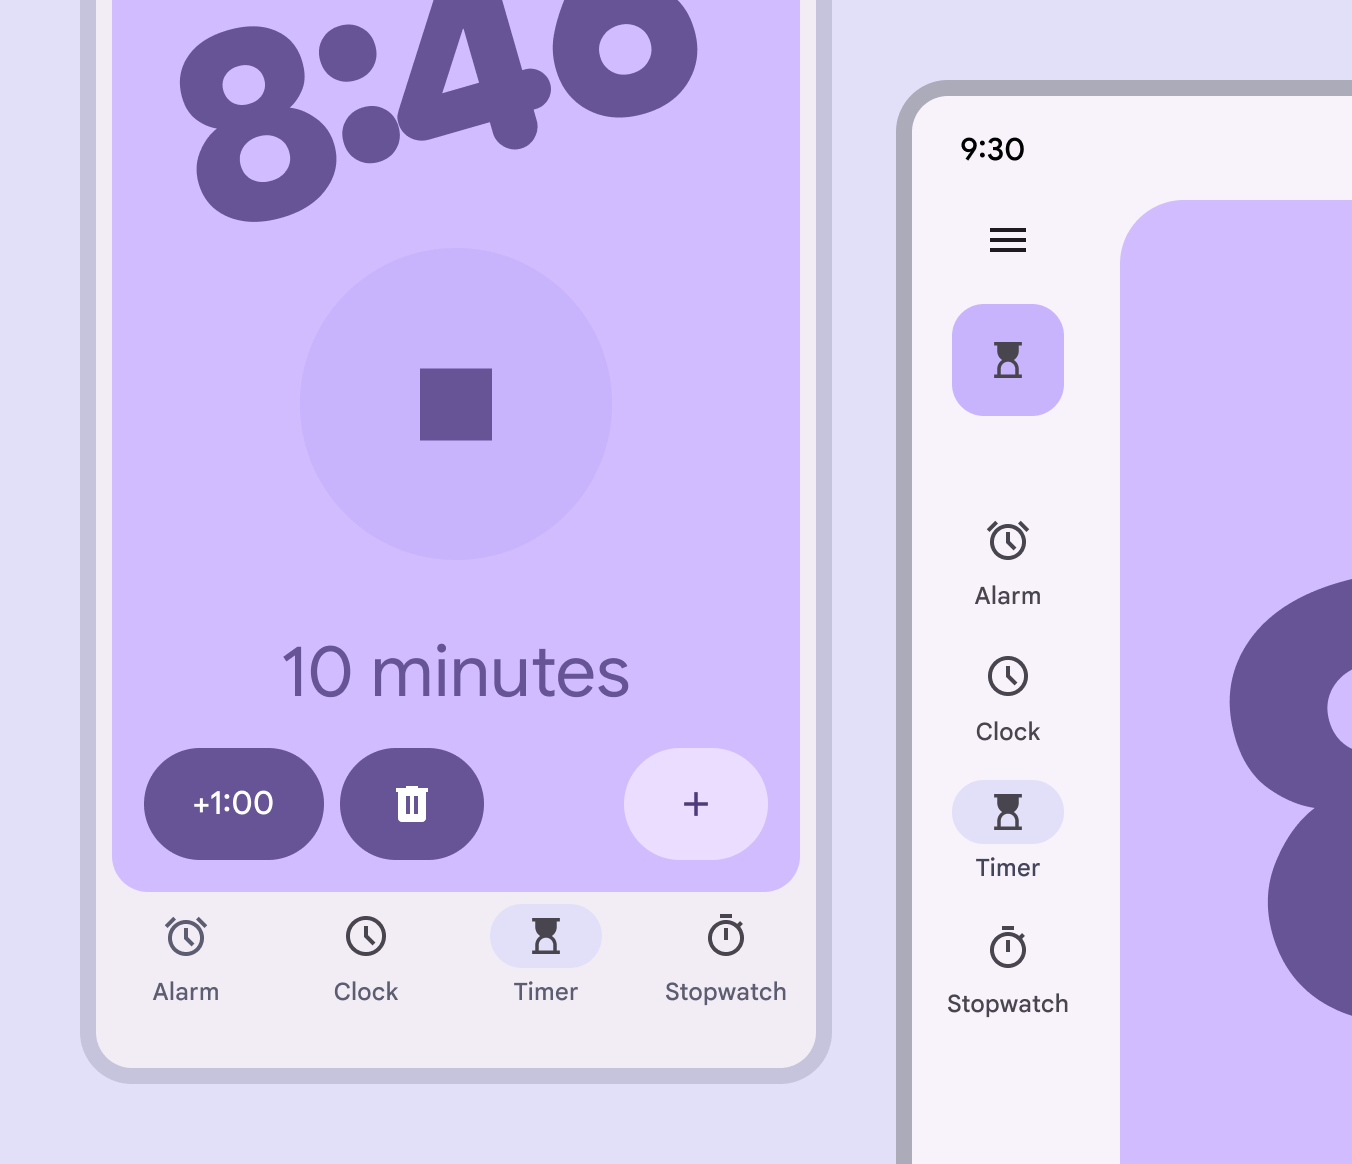 8:46
10 minutes
+1:00
+
Alarm
Clock
Timer
Stopwatch
9:30
Alarm
Clock
Timer
Stopwatch